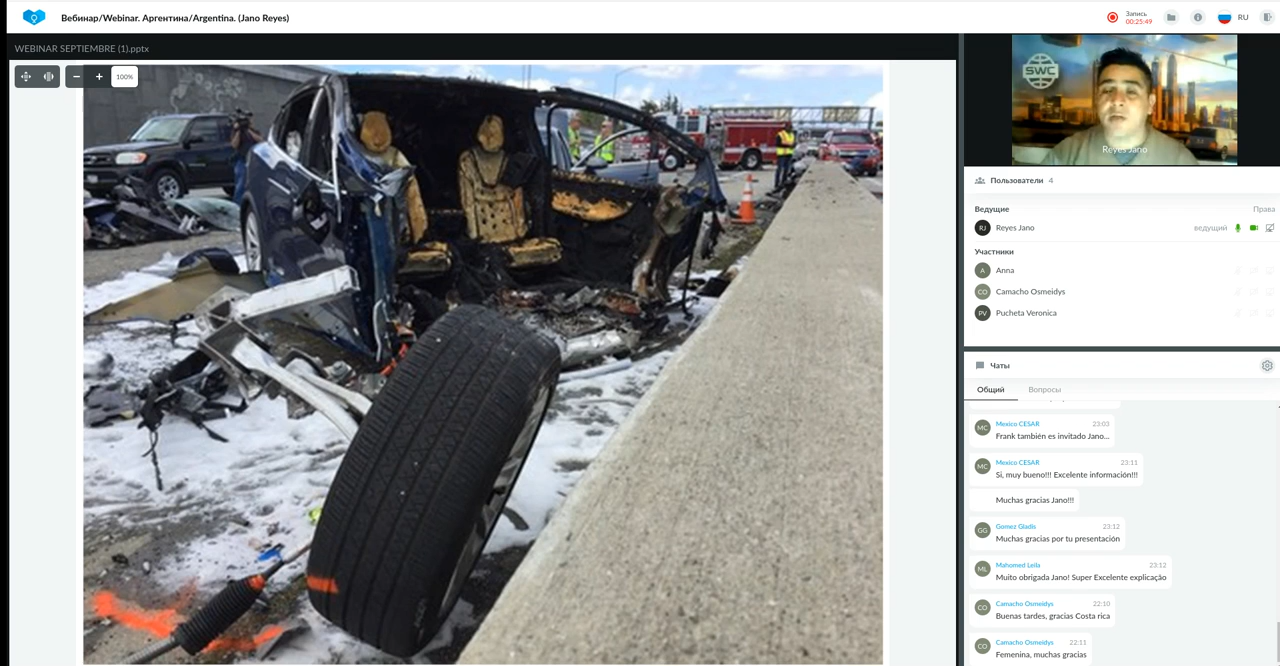 Вебинар/Webinar. Аргентина/Argentina. (Jano Reyes)
Запись
00:25:49
RU
WEBINAR SEPTIEMBRE (1).pptx
100%
SWC
Reyes Jano
Пользователи 4
Ведущие Права
RJ Reyes Jano ведущий
Участники
A Anna
CO Camacho Osmeidys
PV Pucheta Veronica
Чаты
Общий Вопросы
MC Mexico CESAR 23:03
Frank también es invitado Jano...
MC Mexico CESAR 23:11
Si, muy bueno!!! Excelente información!!!
Muchas gracias Jano!!!
GG Gomez Gladis 23:12
Muchas gracias por tu presentación
ML Mahomed Leila 23:12
Muito obrigada Jano! Super Excelente explicação
CO Camacho Osmeidys 22:10
Buenas tardes, gracias Costa rica
CO Camacho Osmeidys 22:11
Femenina, muchas gracias